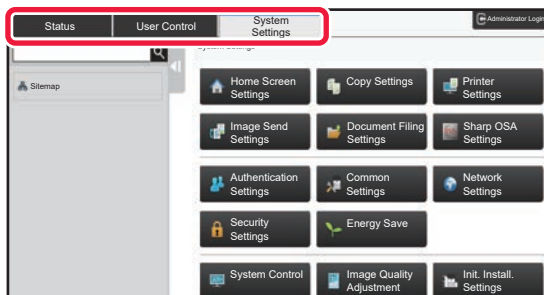 Status
User Control
System
Settings
Administrator Login
Sitemap
Home Screen
Settings
Copy Settings
Printer
Settings
Image Send
Settings
Document Filing
Settings
Sharp OSA
Settings
Authentication
Settings
Common
Settings
Network
Settings
Security
Settings
Energy Save
System Control
Image Quality
Adjustment
Init. Install.
Settings